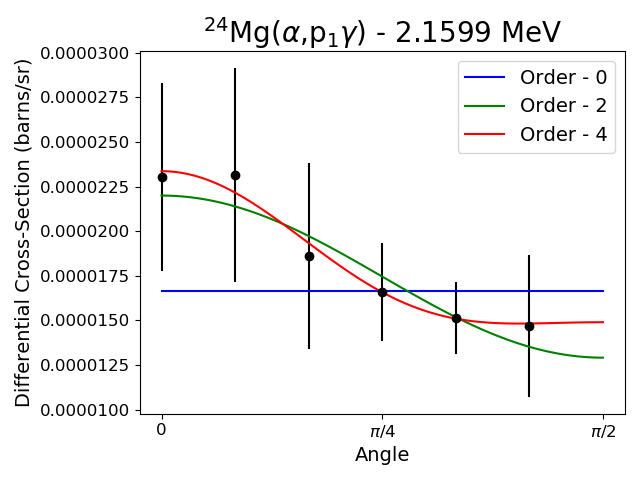 ²⁴Mg(α,p₁γ) - 2.1599 MeV
Differential Cross-Section (barns/sr)
0.0000300
0.0000275
0.0000250
0.0000225
0.0000200
0.0000175
0.0000150
0.0000125
0.0000100
Order - 0
Order - 2
Order - 4
0
π/4
π/2
Angle